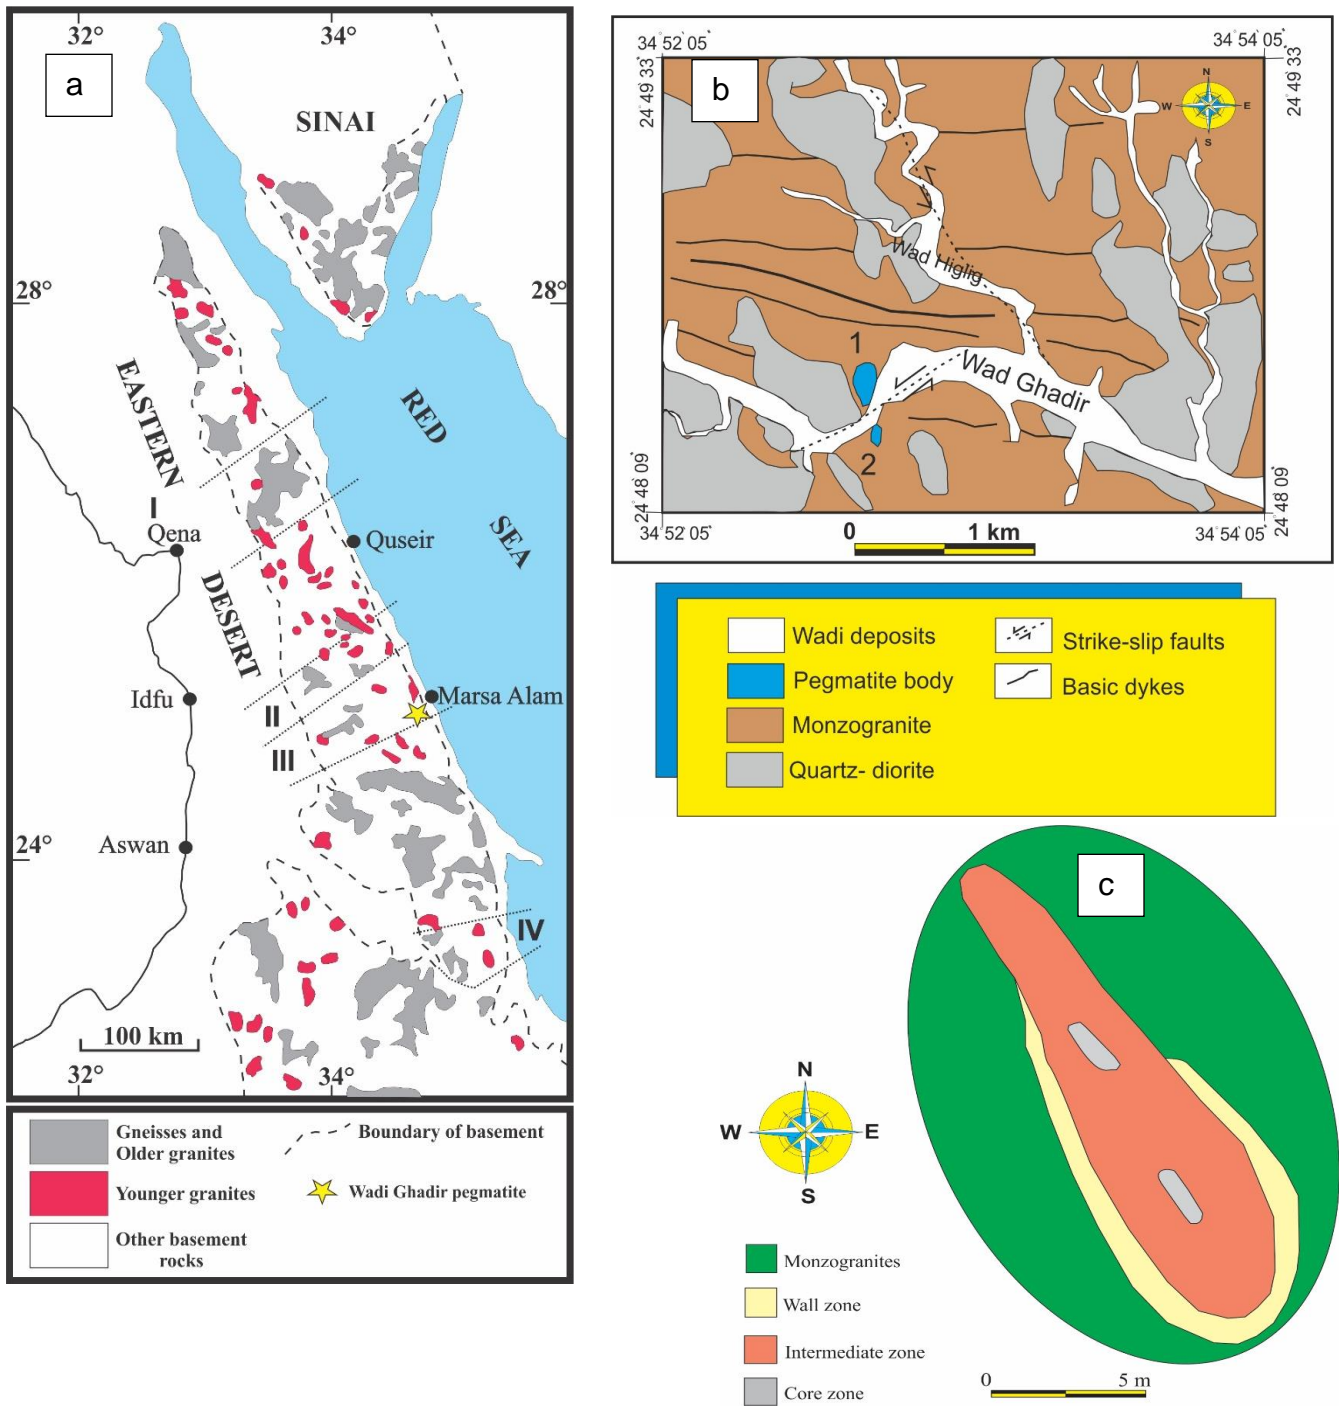 32°
34°
a
SINAI
28°
28°
EASTERN
DESERT
RED
SEA
I
Qena
Quseir
Idfu
Marsa Alam
II
III
24°
Aswan
IV
100 km
32°
34°
Gneisses and
Older granites
Younger granites
Other basement
rocks
Boundary of basement
Wadi Ghadir pegmatite
34 52 05"
34° 54 05"
24° 49 33"
24° 49 33"
b
N
W
E
S
Wad Higlig
1
Wad Ghadir
2
24° 48 09"
24° 48 09"
34° 52 05"
34° 54 05"
0
1 km
Wadi deposits
Pegmatite body
Monzogranite
Quartz- diorite
Strike-slip faults
Basic dykes
c
N
W
E
S
Monzogranites
Wall zone
Intermediate zone
Core zone
0
5 m